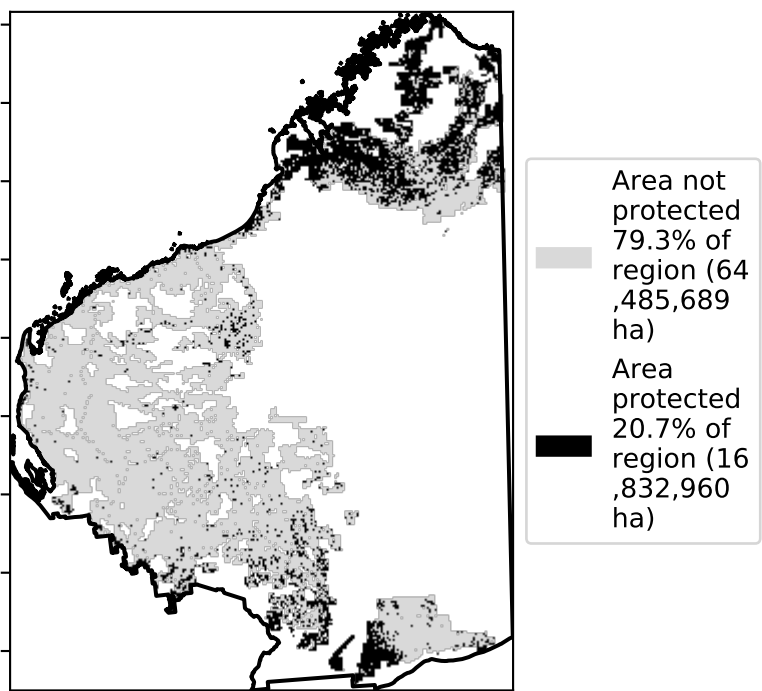 Area not
protected
79.3% of
region (64
,485,689
ha)
Area
protected
20.7% of
region (16
,832,960
ha)